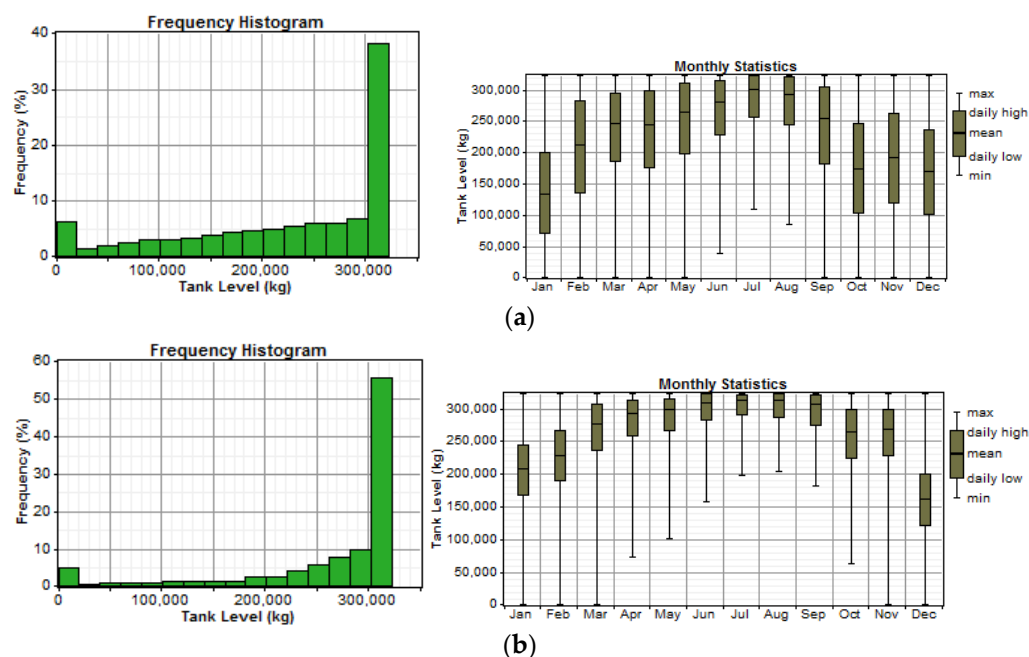 Frequency Histogram
Frequency (%)
40
30
20
10
0
0 100,000 200,000 300,000
Tank Level (kg)
Monthly Statistics
Tank Level (kg)
300,000
250,000
200,000
150,000
100,000
50,000
0
Jan Feb Mar Apr May Jun Jul Aug Sep Oct Nov Dec
max
daily high
mean
daily low
min
(a)
Frequency Histogram
Frequency (%)
60
50
40
30
20
10
0
0 100,000 200,000 300,000
Tank Level (kg)
Monthly Statistics
Tank Level (kg)
300,000
250,000
200,000
150,000
100,000
50,000
0
Jan Feb Mar Apr May Jun Jul Aug Sep Oct Nov Dec
max
daily high
mean
daily low
min
(b)